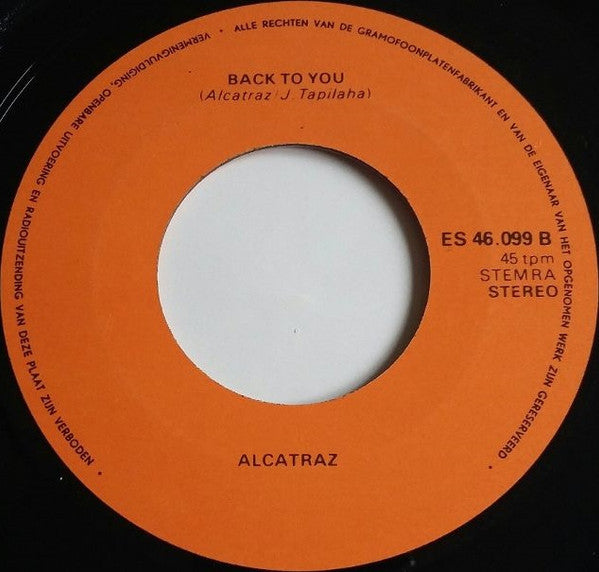 • ALLE RECHTEN VAN DE GRAMOFOONPLATENFABRIKANT EN VAN DE EIGENAAR VAN HET OPGENOMEN WERK ZIJN GERESERVEERD •
VERMENIGVULDIGING, OPENBARE UITVOERING EN RADIOUITZENDING VAN DEZE PLAAT ZIJN VERBODEN •
BACK TO YOU
(Alcatraz/J. Tapilaha)
ES 46.099 B
45 tpm
STEMRA
STEREO
ALCATRAZ